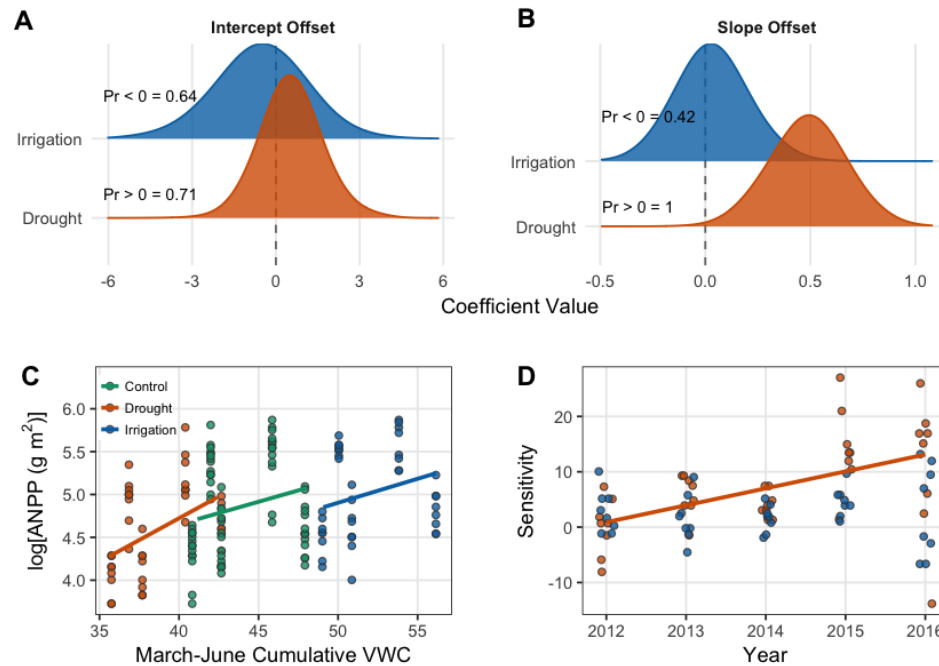 A
Intercept Offset
Pr < 0 = 0.64
Irrigation
Pr > 0 = 0.71
Drought
-6
-3
0
3
6
B
Slope Offset
Pr < 0 = 0.42
Irrigation
Pr > 0 = 1
Drought
-0.5
0.0
0.5
1.0
Coefficient Value
C
Control
Drought
Irrigation
log[ANPP (g m²)]
6.0
5.5
5.0
4.5
4.0
35
40
45
50
55
March-June Cumulative VWC
D
Sensitivity
20
10
0
-10
2012
2013
2014
2015
2016
Year